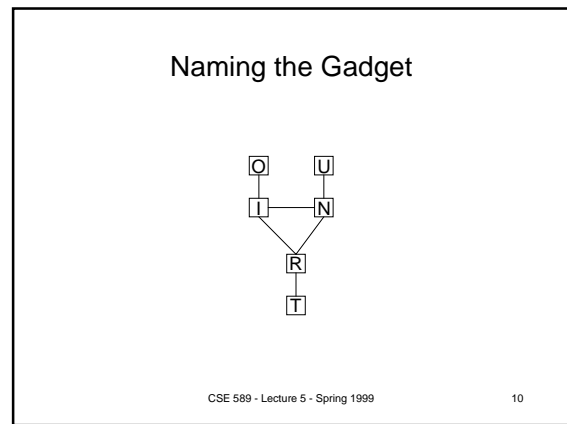 Naming the Gadget
O U
I N
R
T
CSE 589 - Lecture 5 - Spring 1999 10